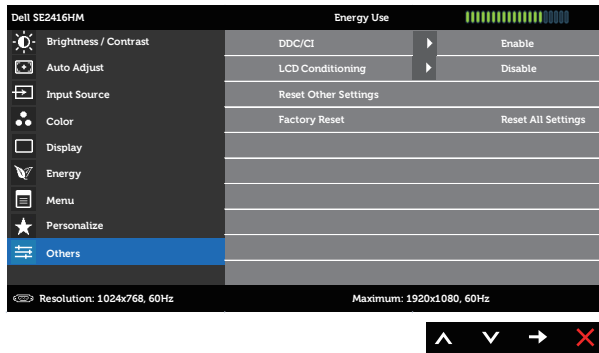 Dell SE2416HM Energy Use
Brightness / Contrast
Auto Adjust
Input Source
Color
Display
Energy
Menu
Personalize
Others
DDC/CI Enable
LCD Conditioning Disable
Reset Other Settings
Factory Reset Reset All Settings
Resolution: 1024x768, 60Hz Maximum: 1920x1080, 60Hz